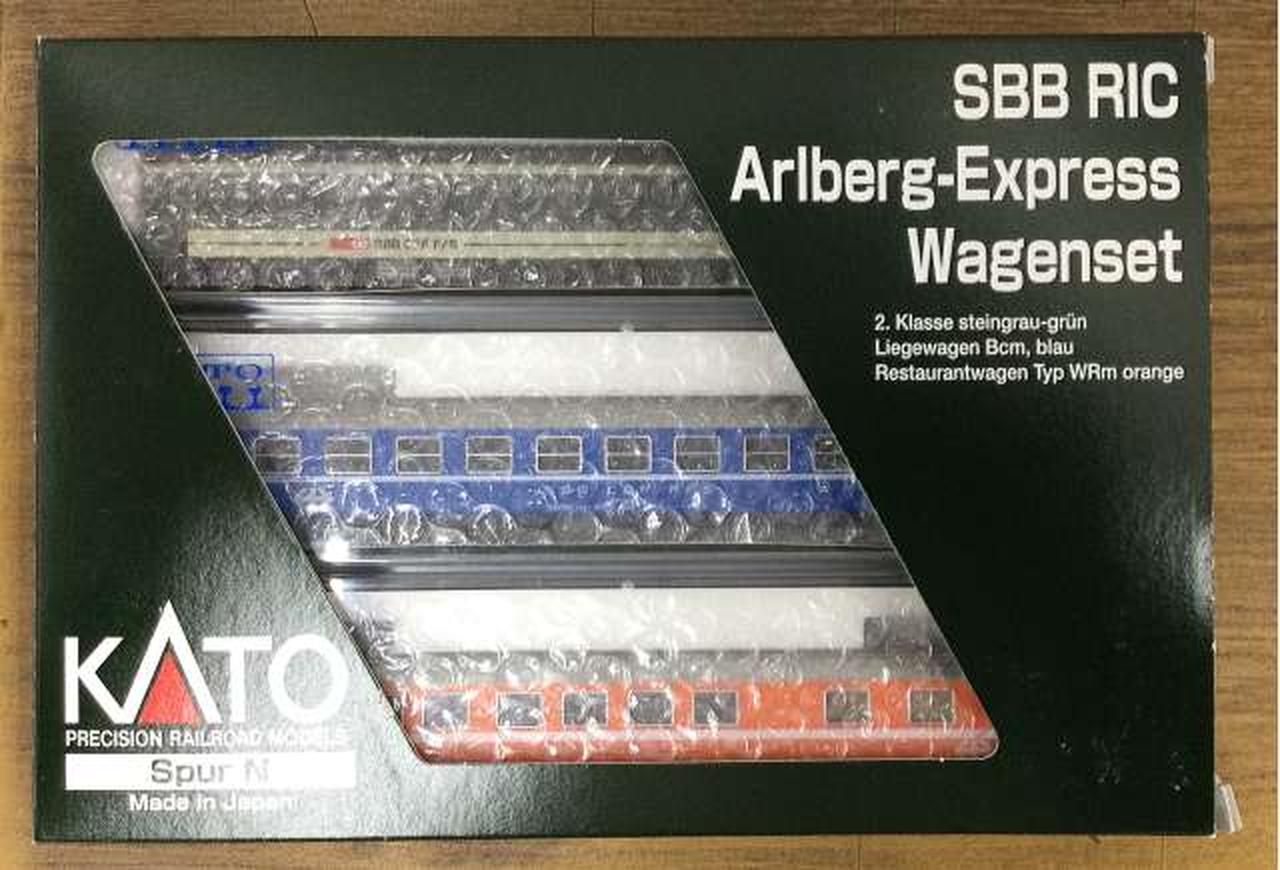 SBB RIC
Arlberg-Express
Wagenset
2. Klasse steingrau-grün
Liegewagen Bcm, blau
Restaurantwagen Typ WRm orange
KATO
PRECISION RAILROAD MODELS
Spur N
Made in Japan